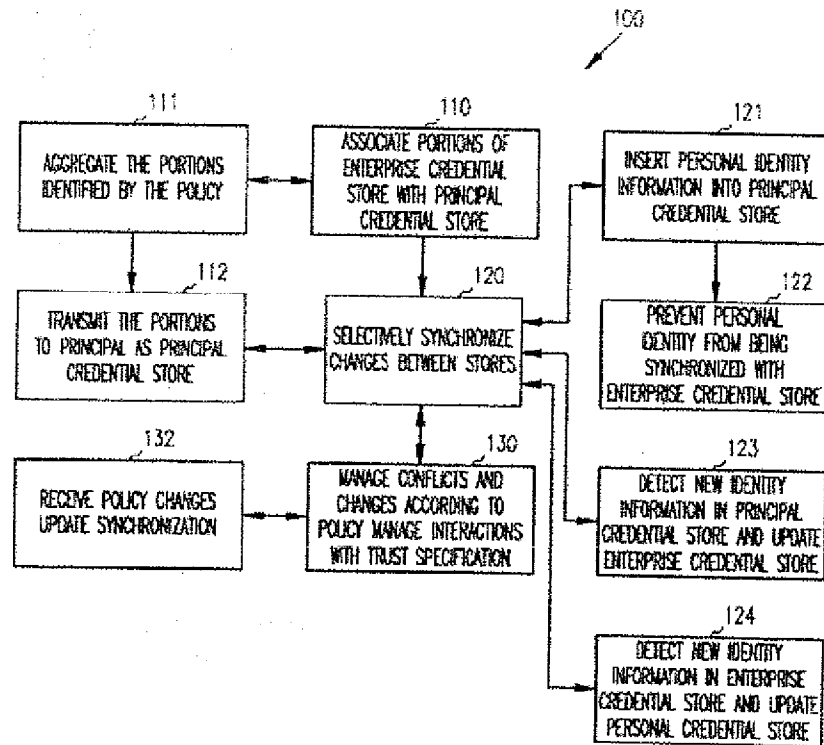 100
111
AGGREGATE THE PORTIONS
IDENTIFIED BY THE POLICY
110
ASSOCIATE PORTIONS OF
ENTERPRISE CREDENTIAL
STORE WITH PRINCIPAL
CREDENTIAL STORE
121
INSERT PERSONAL IDENTITY
INFORMATION INTO PRINCIPAL
CREDENTIAL STORE
112
TRANSMIT THE PORTIONS
TO PRINCIPAL AS PRINCIPAL
CREDENTIAL STORE
120
SELECTIVELY SYNCHRONIZE
CHANGES BETWEEN STORES
122
PREVENT PERSONAL
IDENTITY FROM BEING
SYNCHRONIZED WITH
ENTERPRISE CREDENTIAL STORE
132
RECEIVE POLICY CHANGES
UPDATE SYNCHRONIZATION
130
MANAGE CONFLICTS AND
CHANGES ACCORDING TO
POLICY MANAGE INTERACTIONS
WITH TRUST SPECIFICATION
123
DETECT NEW IDENTITY
INFORMATION IN PRINCIPAL
CREDENTIAL STORE AND UPDATE
ENTERPRISE CREDENTIAL STORE
124
DETECT NEW IDENTITY
INFORMATION IN ENTERPRISE
CREDENTIAL STORE AND UPDATE
PERSONAL CREDENTIAL STORE